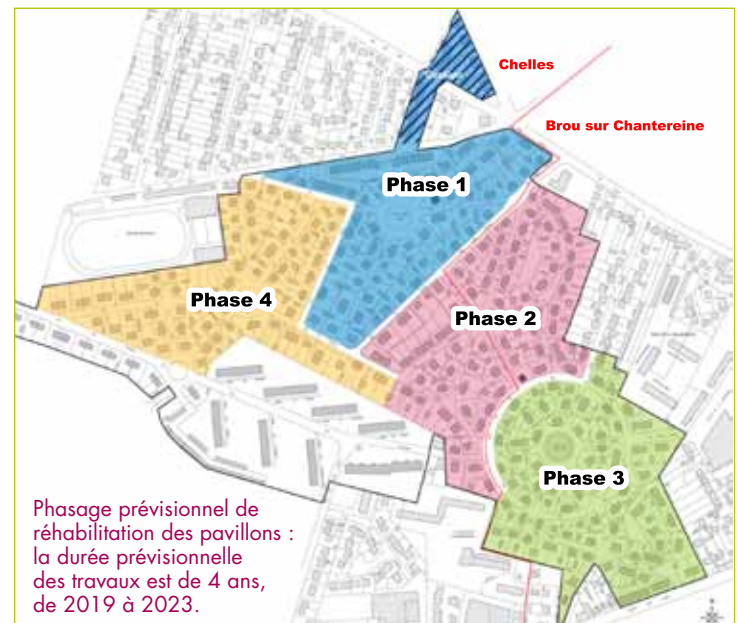 Chelles
Brou sur Chantereine
Phase 1
Phase 4
Phase 2
Phase 3
Phasage prévisionnel de
réhabilitation des pavillons :
la durée prévisionnelle
des travaux est de 4 ans,
de 2019 à 2023.